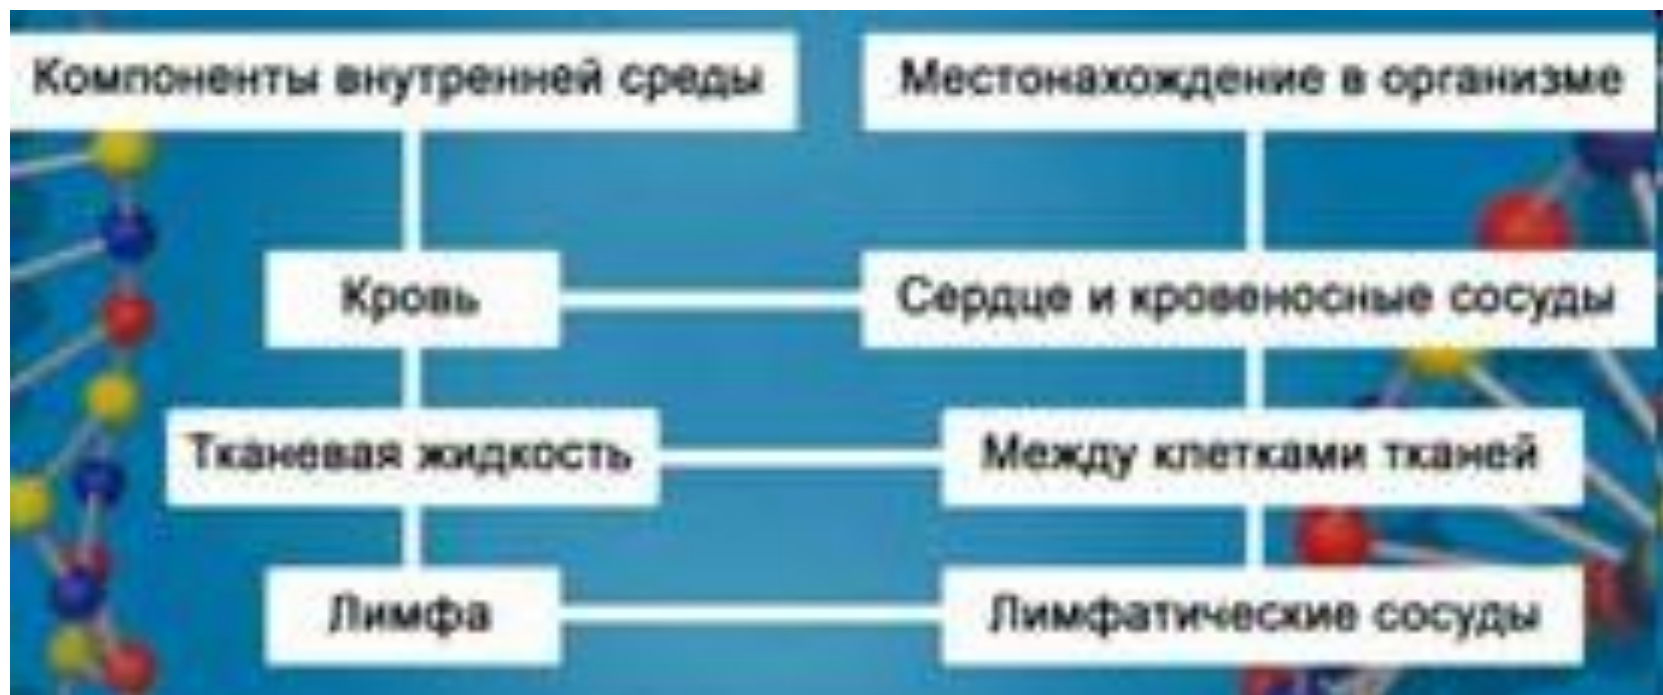 Компоненты внутренней среды
Местонахождение в организме
Кровь
Сердце и кровеносные сосуды
Тканевая жидкость
Между клетками тканей
Лимфа
Лимфатические сосуды